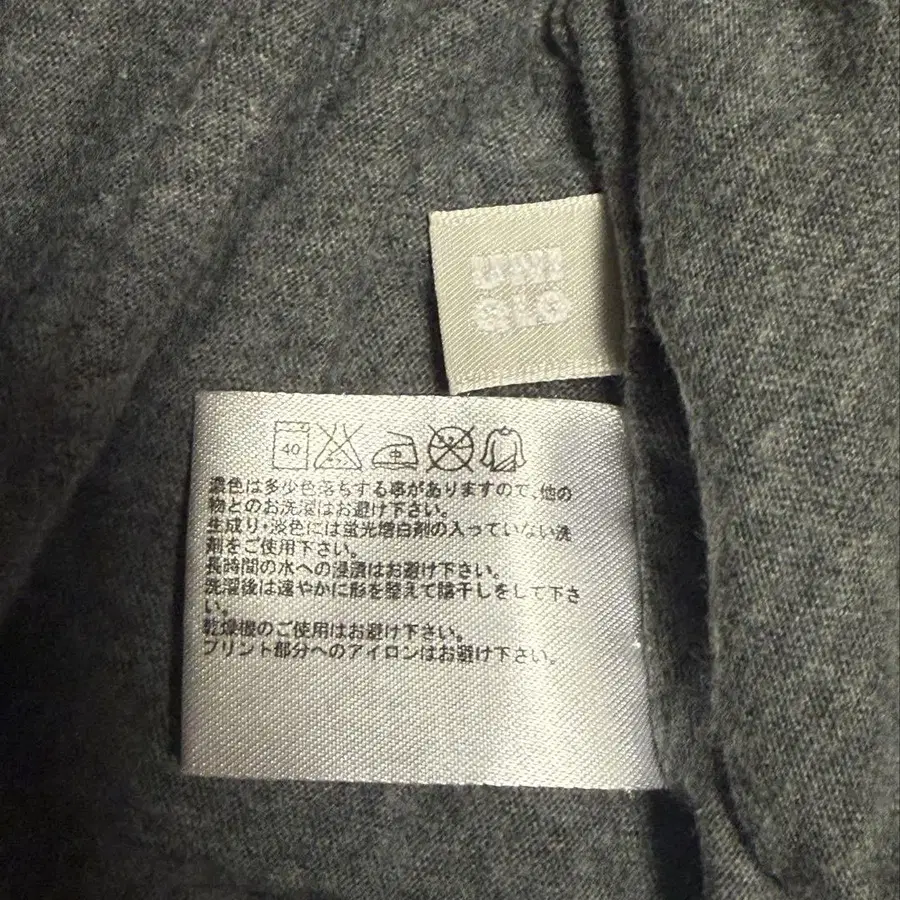 UNI
QLO
40
中
濃色は多少色落ちする事がありますので、他の
物とのお洗濯はお避け下さい。
生成り・淡色には蛍光増白剤の入っていない洗
剤をご使用下さい。
長時間の水への浸漬はお避け下さい。
洗濯後は速やかに形を整えて陰干しをして下さ
い。
乾燥機のご使用はお避け下さい。
プリント部分へのアイロンはお避け下さい。